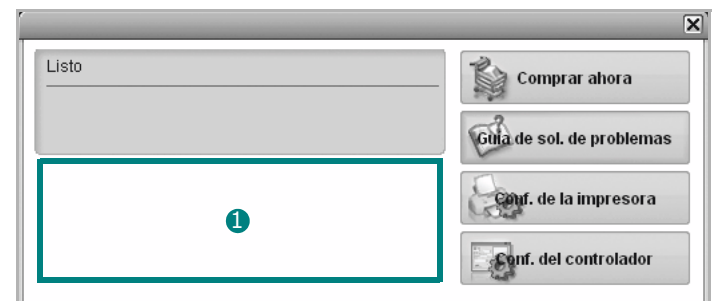 Listo
Comprar ahora
Guía de sol. de problemas
1
Conf. de la impresora
Conf. del controlador